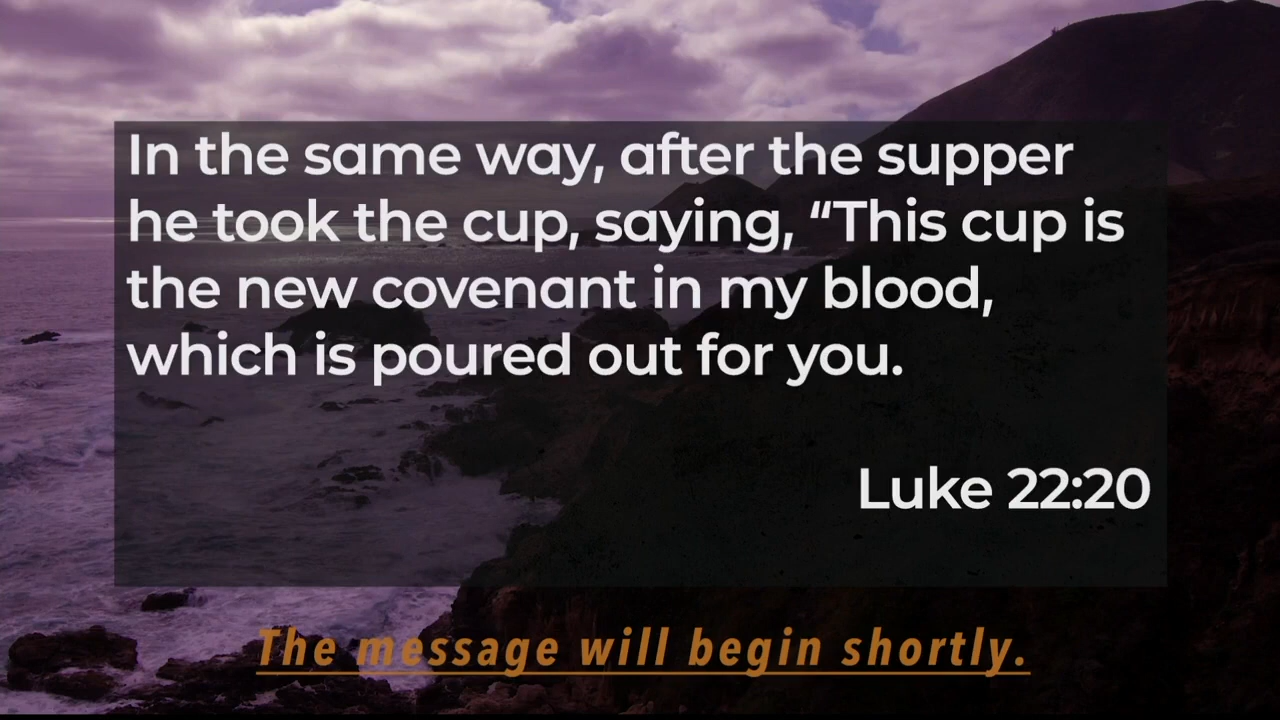 In the same way, after the supper
he took the cup, saying, “This cup is
the new covenant in my blood,
which is poured out for you.
Luke 22:20
The message will begin shortly.